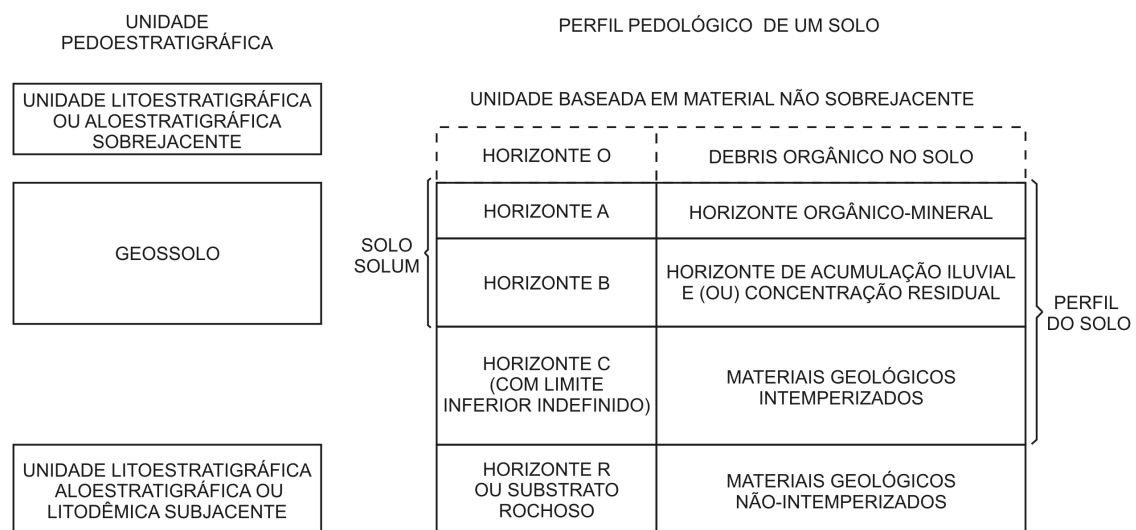 UNIDADE
PEDOESTRATIGRÁFICA
PERFIL PEDOLÓGICO DE UM SOLO
UNIDADE LITOESTRATIGRÁFICA
OU ALOESTRATIGRÁFICA
SOBREJACENTE
UNIDADE BASEADA EM MATERIAL NÃO SOBREJACENTE
HORIZONTE O
DEBRIS ORGÂNICO NO SOLO
GEOSSOLO
SOLO
SOLUM
HORIZONTE A
HORIZONTE ORGÂNICO-MINERAL
HORIZONTE B
HORIZONTE DE ACUMULAÇÃO ILUVIAL
E (OU) CONCENTRAÇÃO RESIDUAL
PERFIL
DO SOLO
HORIZONTE C
(COM LIMITE
INFERIOR INDEFINIDO)
MATERIAIS GEOLÓGICOS
INTEMPERIZADOS
UNIDADE LITOESTRATIGRÁFICA
ALOESTRATIGRÁFICA OU
LITODÊMICA SUBJACENTE
HORIZONTE R
OU SUBSTRATO
ROCHOSO
MATERIAIS GEOLÓGICOS
NÃO-INTEMPERIZADOS